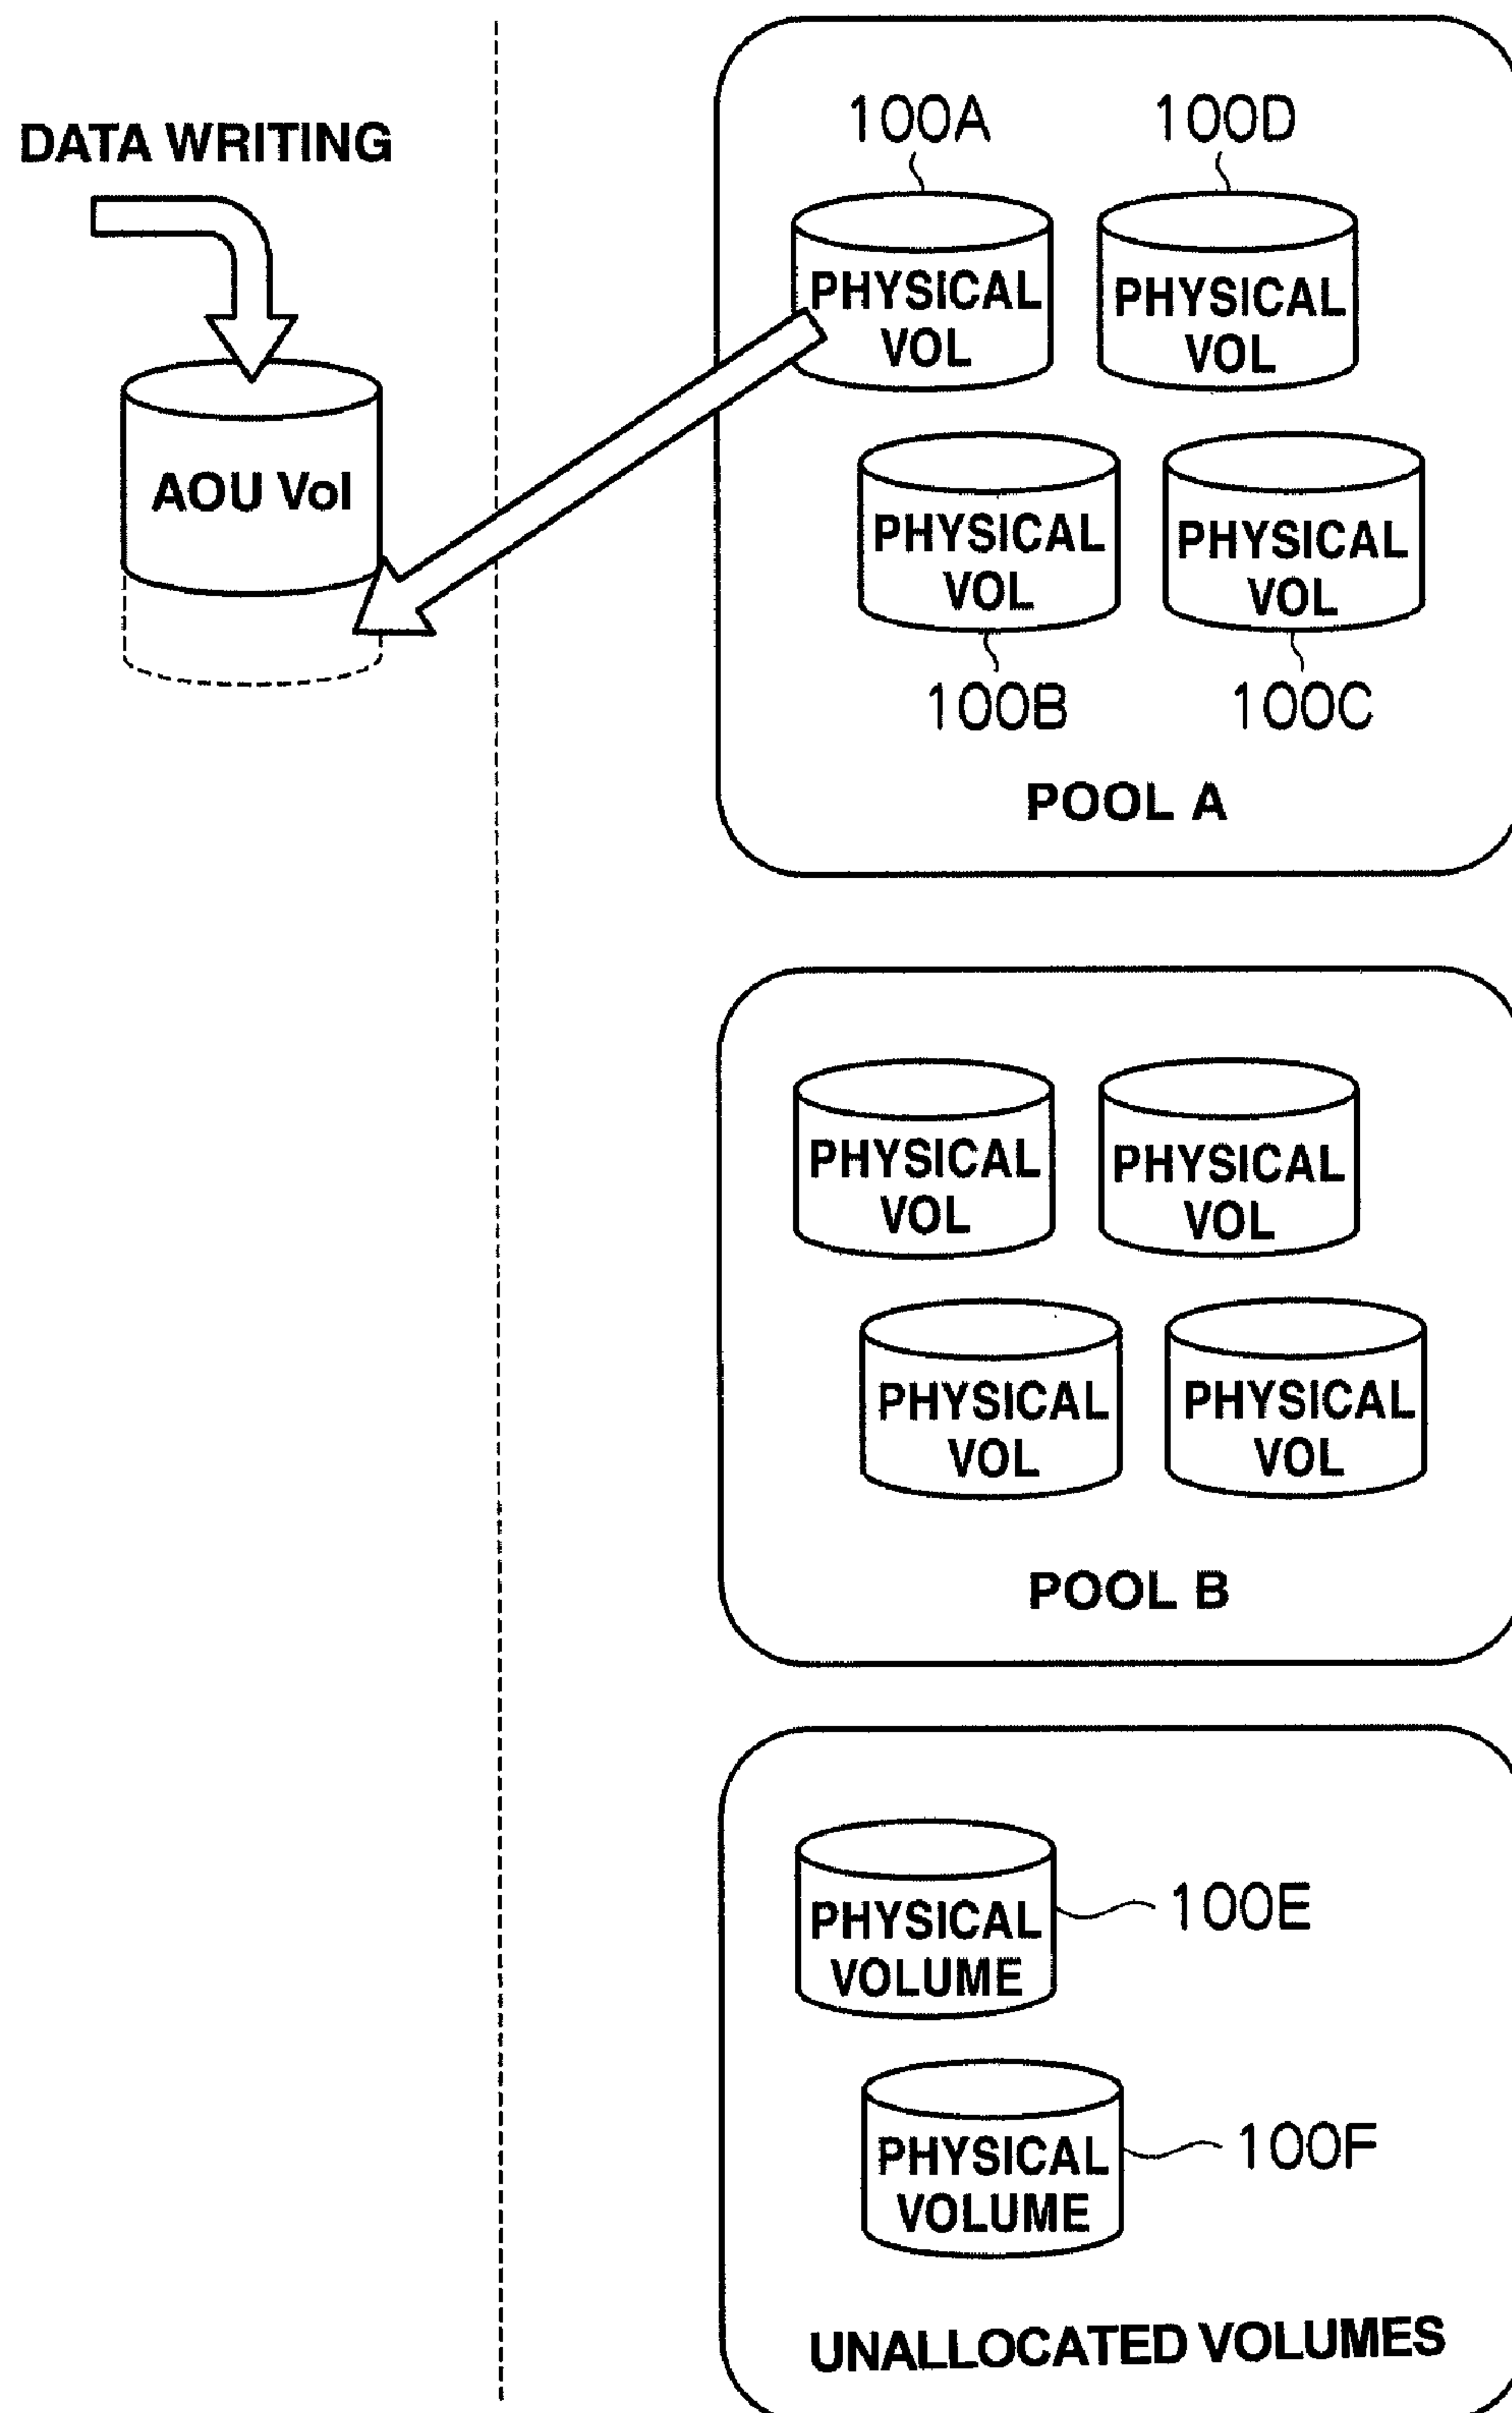 DATA WRITING
AOU Vol
100A
100D
PHYSICAL
VOL
PHYSICAL
VOL
PHYSICAL
VOL
PHYSICAL
VOL
100B
100C
POOL A
PHYSICAL
VOL
PHYSICAL
VOL
PHYSICAL
VOL
PHYSICAL
VOL
POOL B
PHYSICAL
VOLUME
100E
PHYSICAL
VOLUME
100F
UNALLOCATED VOLUMES